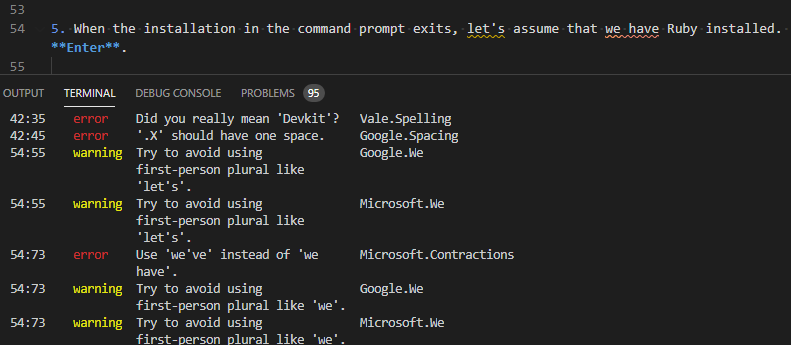 53
54 5. When the installation in the command prompt exits, let's assume that we have Ruby installed.
**Enter**.
55
OUTPUT TERMINAL DEBUG CONSOLE PROBLEMS 95
42:35 error Did you really mean 'Devkit'? Vale.Spelling
42:45 error '.X' should have one space. Google.Spacing
54:55 warning Try to avoid using Google.We
first-person plural like
'let's'.
54:55 warning Try to avoid using Microsoft.We
first-person plural like
'let's'.
54:73 error Use 'we've' instead of 'we Microsoft.Contractions
have'.
54:73 warning Try to avoid using Google.We
first-person plural like 'we'.
54:73 warning Try to avoid using Microsoft.We
first-person plural like 'we'.